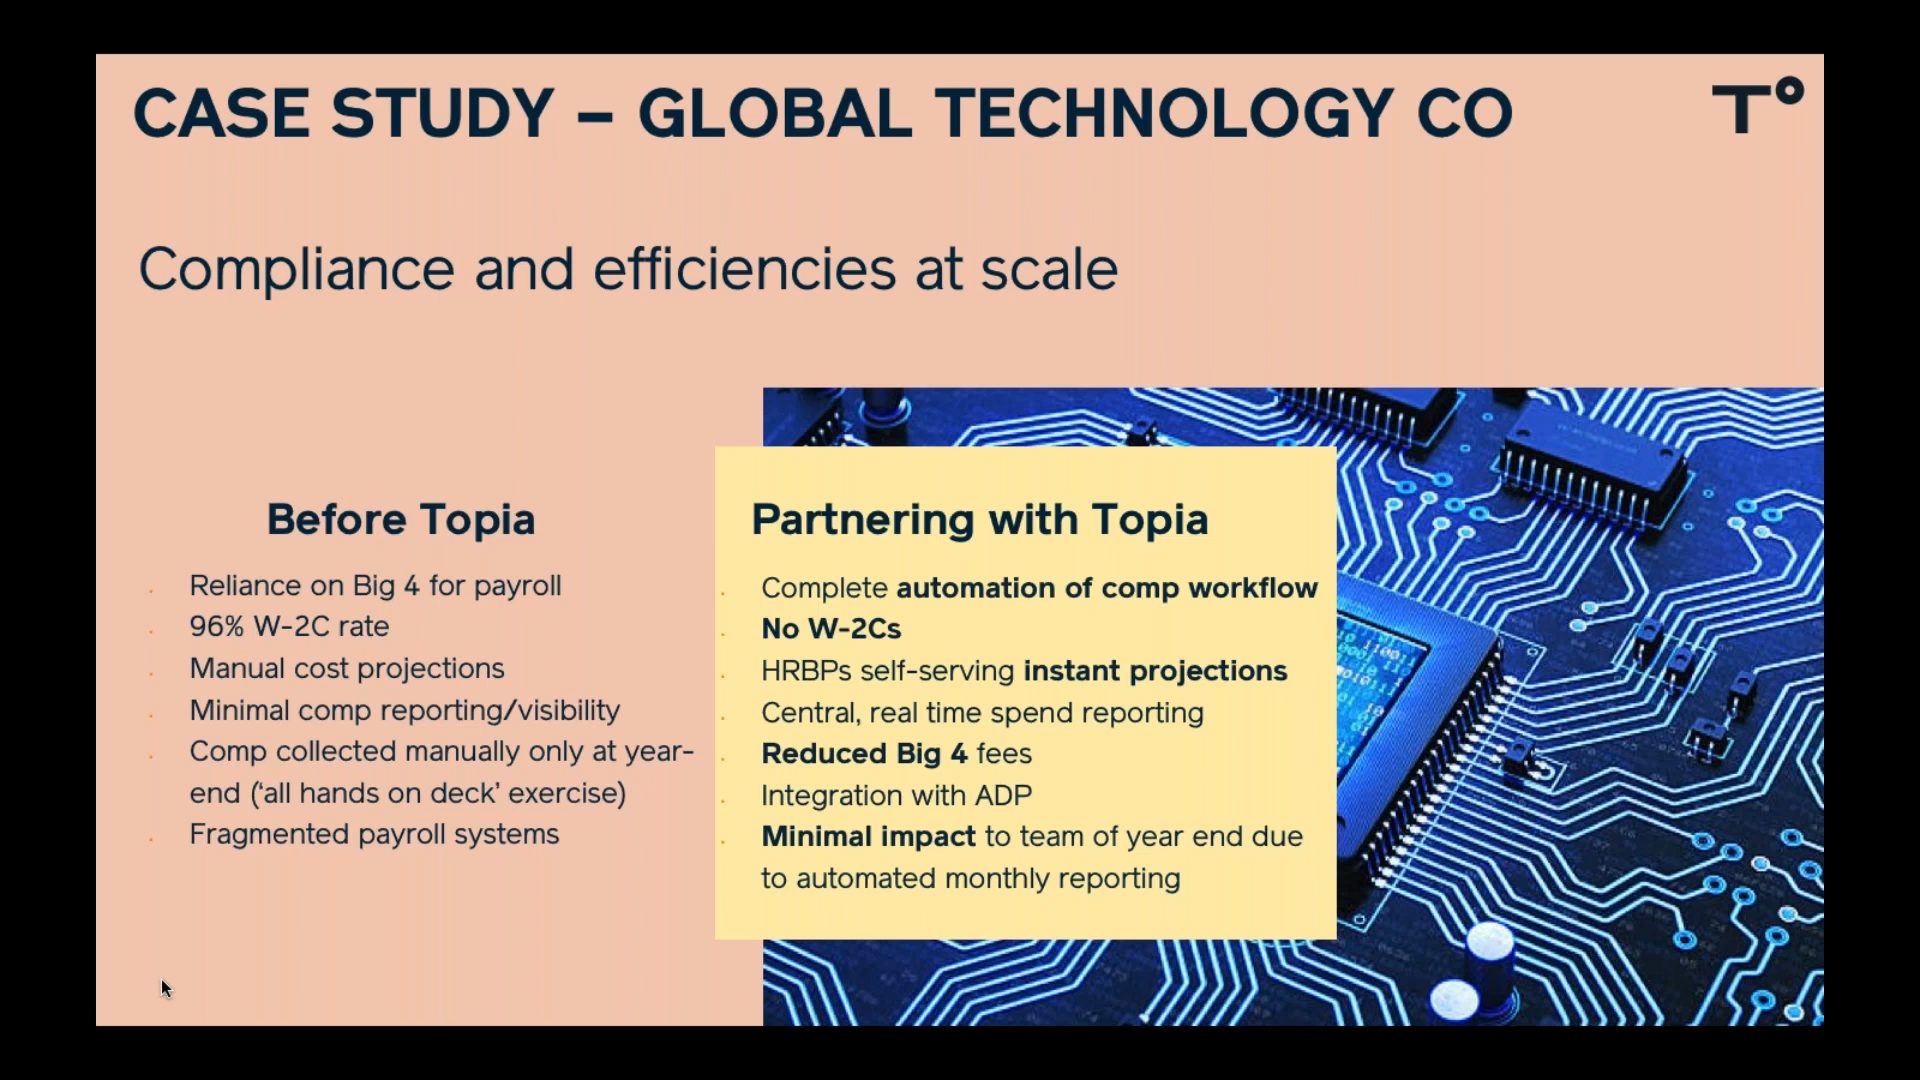 CASE STUDY – GLOBAL TECHNOLOGY CO
T°
Compliance and efficiencies at scale
Before Topia
Reliance on Big 4 for payroll
96% W-2C rate
Manual cost projections
Minimal comp reporting/visibility
Comp collected manually only at year-
end (‘all hands on deck’ exercise)
Fragmented payroll systems
Partnering with Topia
Complete automation of comp workflow
No W-2Cs
HRBPs self-serving instant projections
Central, real time spend reporting
Reduced Big 4 fees
Integration with ADP
Minimal impact to team of year end due
to automated monthly reporting